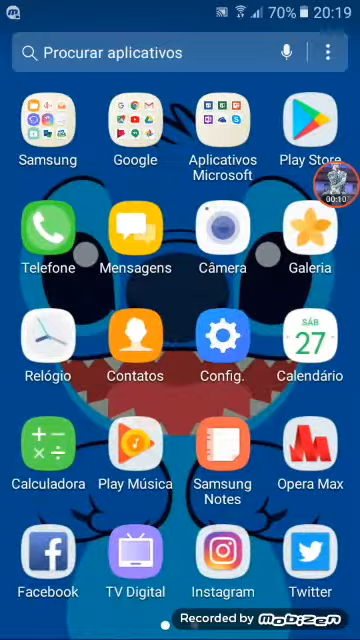 70% 20:19
Procurar aplicativos
Samsung
Google
Aplicativos Microsoft
Play Store
00:10
Telefone
Mensagens
Câmera
Galeria
Relógio
Contatos
Config.
SÁB
27
Calendário
Calculadora
Play Música
Samsung Notes
Opera Max
Facebook
TV Digital
Instagram
Twitter
Recorded by Mobizen